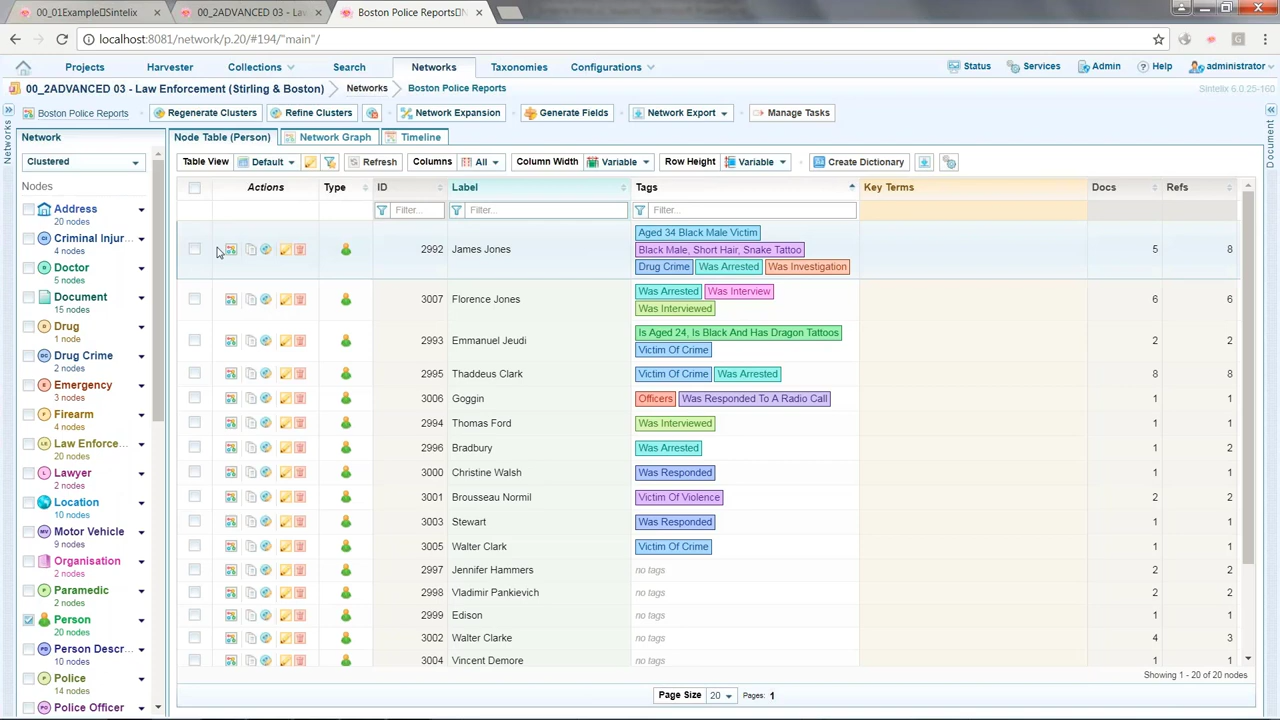 00_01Example□Sintelix
00_2ADVANCED 03 - La
Boston Police Reports□N
localhost:8081/network/p.20/#194/"main"/
Projects Harvester Collections Search Networks Taxonomies Configurations Status Services Admin Help administrator
00_2ADVANCED 03 - Law Enforcement (Stirling & Boston) Networks Boston Police Reports Sintelix 6.0.25-160
Boston Police Reports Regenerate Clusters Refine Clusters Network Expansion Generate Fields Network Export Manage Tasks
Networks
Document
Network
Clustered
Nodes
Address
20 nodes
Criminal Injur...
4 nodes
Doctor
5 nodes
Document
15 nodes
Drug
1 node
Drug Crime
2 nodes
Emergency
3 nodes
Firearm
4 nodes
Law Enforce...
20 nodes
Lawyer
2 nodes
Location
10 nodes
Motor Vehicle
9 nodes
Organisation
2 nodes
Paramedic
2 nodes
Person
20 nodes
Person Descr...
10 nodes
Police
14 nodes
Police Officer
Node Table (Person) Network Graph Timeline
Table View Default Refresh Columns All Column Width Variable Row Height Variable Create Dictionary
Actions Type ID Label Tags Key Terms Docs Refs
Filter... Filter... Filter...
2992 James Jones Aged 34 Black Male Victim 5 8
Black Male, Short Hair, Snake Tattoo
Drug Crime Was Arrested Was Investigation
3007 Florence Jones Was Arrested Was Interview 6 6
Was Interviewed
2993 Emmanuel Jeudi Is Aged 24, Is Black And Has Dragon Tattoos 2 2
Victim Of Crime
2995 Thaddeus Clark Victim Of Crime Was Arrested 8 8
3006 Goggin Officers Was Responded To A Radio Call 1 1
2994 Thomas Ford Was Interviewed 1 1
2996 Bradbury Was Arrested 1 2
3000 Christine Walsh Was Responded 1 1
3001 Brousseau Normil Victim Of Violence 2 2
3003 Stewart Was Responded 1 1
3005 Walter Clark Victim Of Crime 1 1
2997 Jennifer Hammers no tags 2 2
2998 Vladimir Pankievich no tags 2 2
2999 Edison no tags 1 1
3002 Walter Clarke no tags 4 3
3004 Vincent Demore no tags 1 1
Showing 1 - 20 of 20 nodes
Page Size 20 Pages: 1